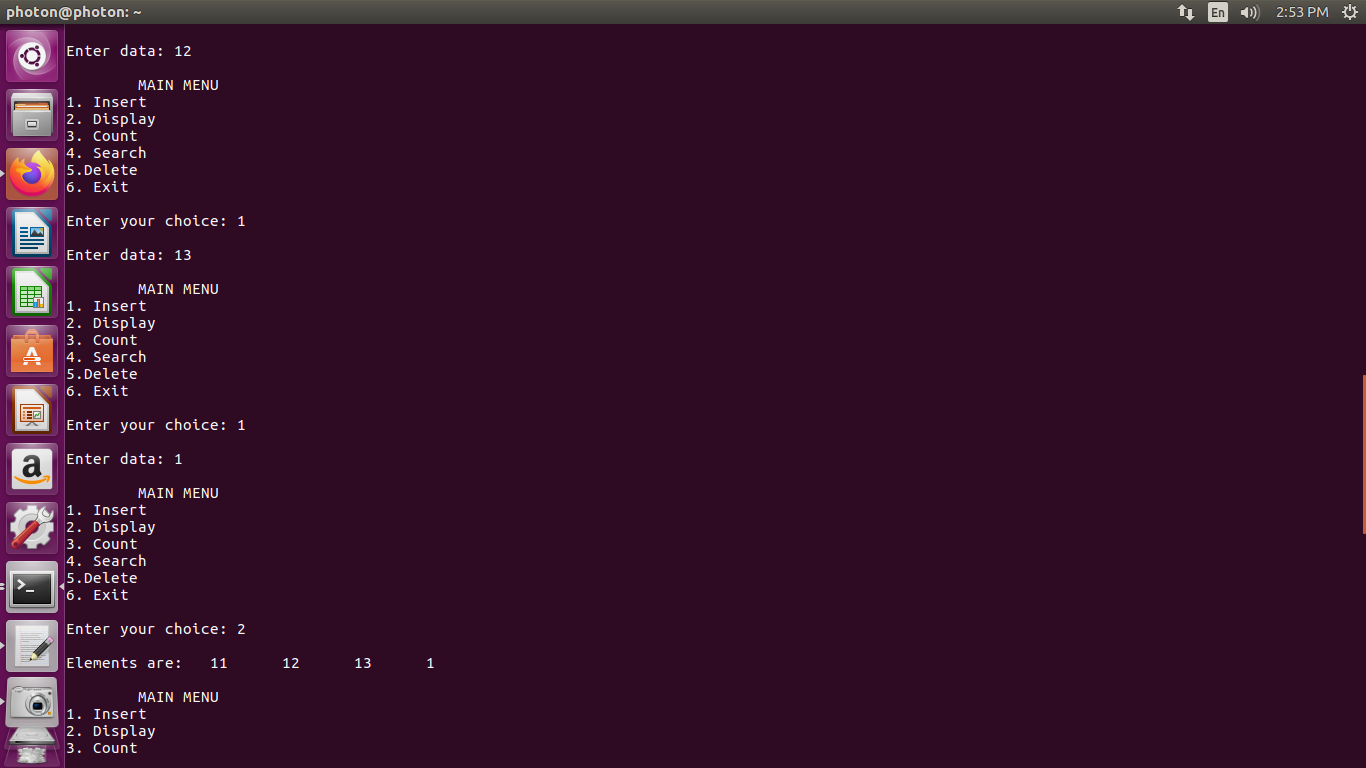 photon@photon: ~
En
2:53 PM
Enter data: 12
MAIN MENU
1. Insert
2. Display
3. Count
4. Search
5.Delete
6. Exit
Enter your choice: 1
Enter data: 13
MAIN MENU
1. Insert
2. Display
3. Count
4. Search
5.Delete
6. Exit
Enter your choice: 1
Enter data: 1
MAIN MENU
1. Insert
2. Display
3. Count
4. Search
5.Delete
6. Exit
Enter your choice: 2
Elements are: 11 12 13 1
MAIN MENU
1. Insert
2. Display
3. Count